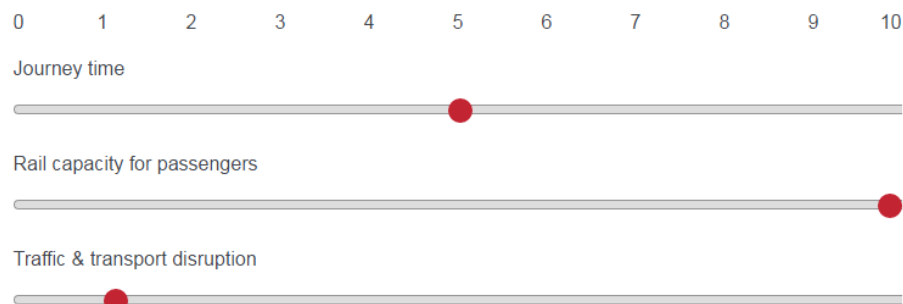 0 1 2 3 4 5 6 7 8 9 10
Journey time
Rail capacity for passengers
Traffic & transport disruption